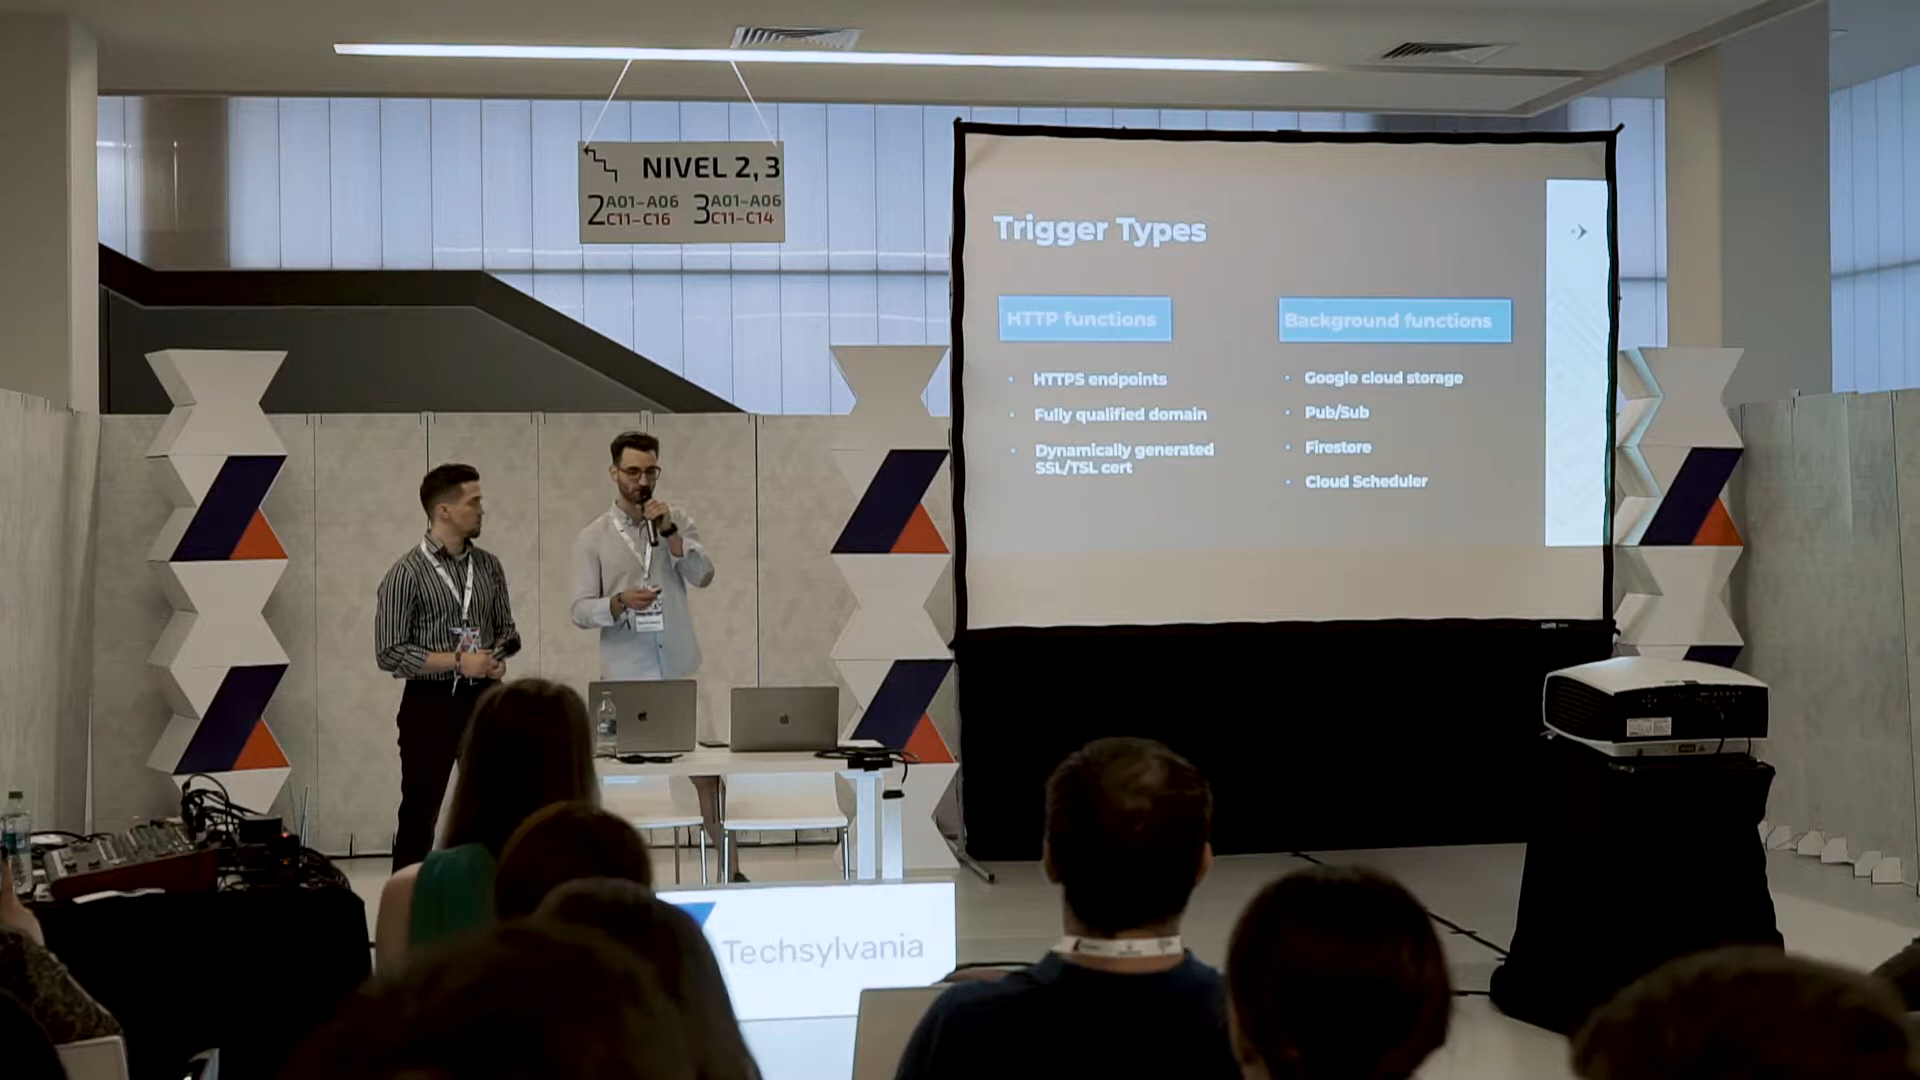 NIVEL 2, 3
2 A01–A06 3 A01–A06
C11–C16 C11–C14
Trigger Types
HTTP functions
HTTPS endpoints
Fully qualified domain
Dynamically generated
SSL/TSL cert
Background functions
Google cloud storage
Pub/Sub
Firestore
Cloud Scheduler
Techsylvania